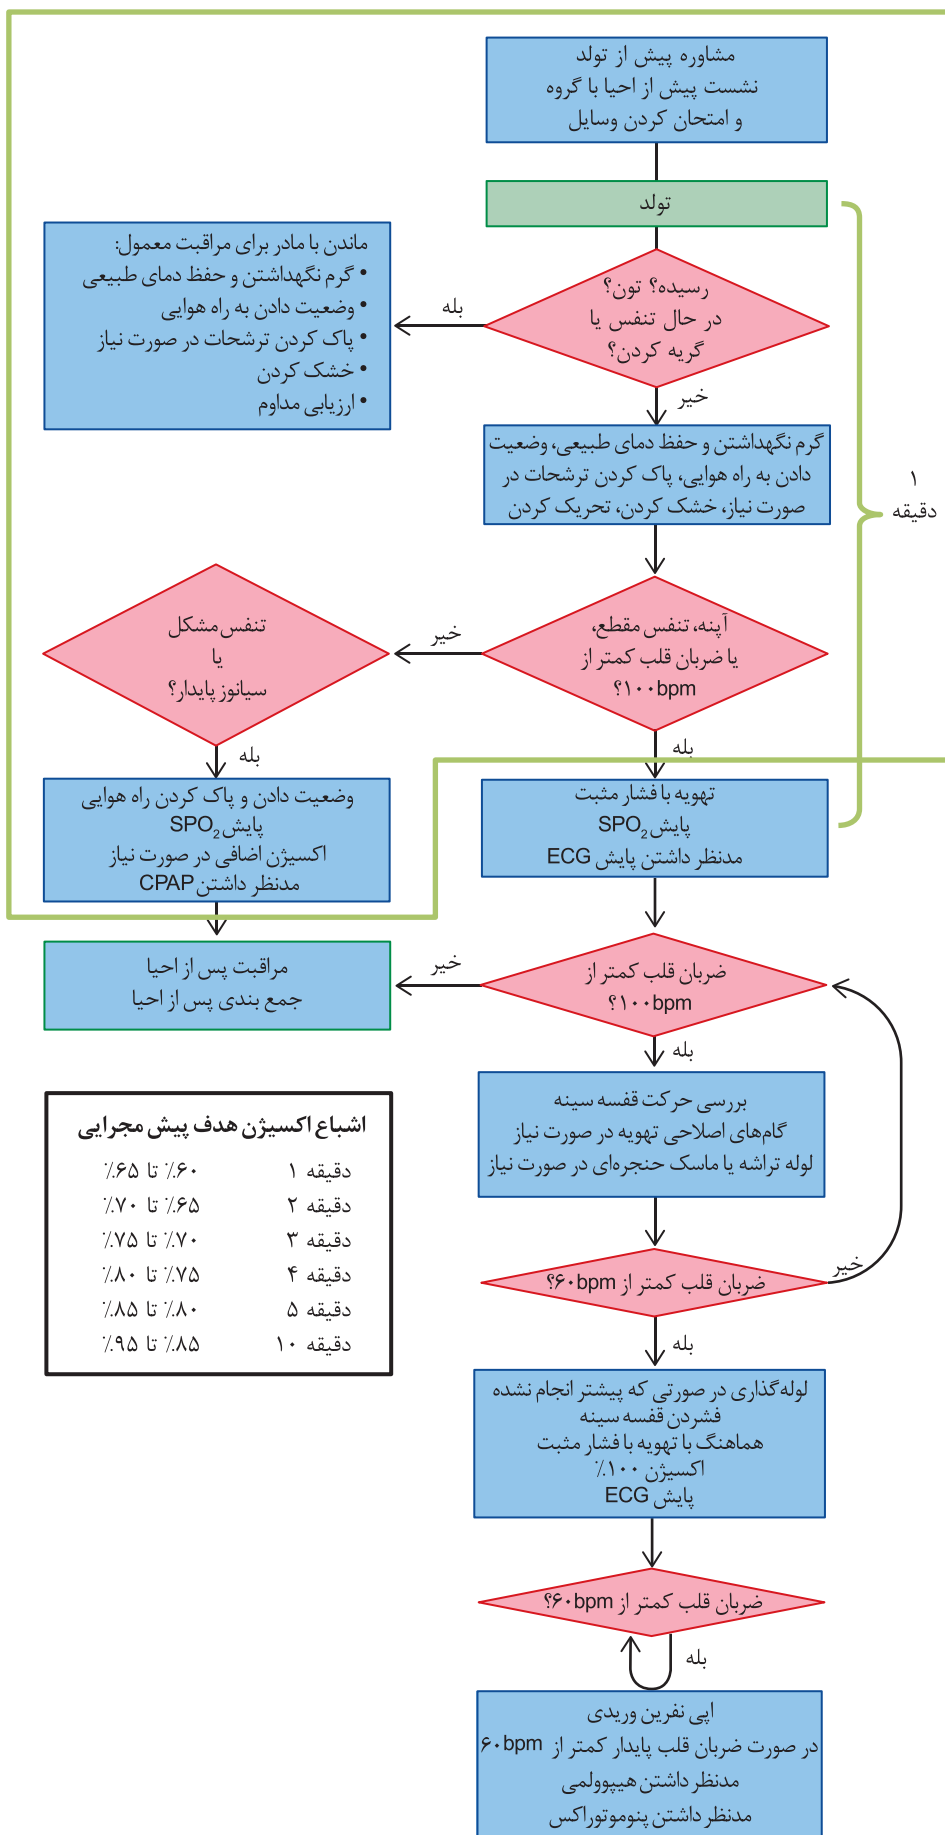 مشاوره پیش از تولد
نشست پیش از احیا با گروه
و امتحان کردن وسایل
تولد
رسیده؟ تون؟
در حال تنفس یا
گریه کردن؟
بله
ماندن با مادر برای مراقبت معمول:
• گرم نگهداشتن و حفظ دمای طبیعی
• وضعیت دادن به راه هوایی
• پاک کردن ترشحات در صورت نیاز
• خشک کردن
• ارزیابی مداوم
خیر
گرم نگهداشتن و حفظ دمای طبیعی، وضعیت
دادن به راه هوایی، پاک کردن ترشحات در
صورت نیاز، خشک کردن، تحریک کردن
۱
دقیقه
آپنه، تنفس مقطع،
یا ضربان قلب کمتر از
۱۰۰bpm؟
خیر
تنفس مشکل
یا
سیانوز پایدار؟
بله
بله
تهویه با فشار مثبت
پایش SPO₂
مدنظر داشتن پایش ECG
وضعیت دادن و پاک کردن راه هوایی
پایش SPO₂
اکسیژن اضافی در صورت نیاز
مدنظر داشتن CPAP
ضربان قلب کمتر از
۱۰۰bpm؟
خیر
مراقبت پس از احیا
جمع بندی پس از احیا
بله
بررسی حرکت قفسه سینه
گام‌های اصلاحی تهویه در صورت نیاز
لوله تراشه یا ماسک حنجره‌ای در صورت نیاز
اشباع اکسیژن هدف پیش مجرایی
دقیقه ۱ ٪۶۰ تا ٪۶۵
دقیقه ۲ ٪۶۵ تا ٪۷۰
دقیقه ۳ ٪۷۰ تا ٪۷۵
دقیقه ۴ ٪۷۵ تا ٪۸۰
دقیقه ۵ ٪۸۰ تا ٪۸۵
دقیقه ۱۰ ٪۸۵ تا ٪۹۵
ضربان قلب کمتر از ۶۰bpm؟
خیر
بله
لوله‌گذاری در صورتی که پیشتر انجام نشده
فشردن قفسه سینه
هماهنگ با تهویه با فشار مثبت
اکسیژن ۱۰۰٪
پایش ECG
ضربان قلب کمتر از ۶۰bpm؟
بله
اپی نفرین وریدی
در صورت ضربان قلب پایدار کمتر از ۶۰bpm
مدنظر داشتن هیپوولمی
مدنظر داشتن پنوموتوراکس